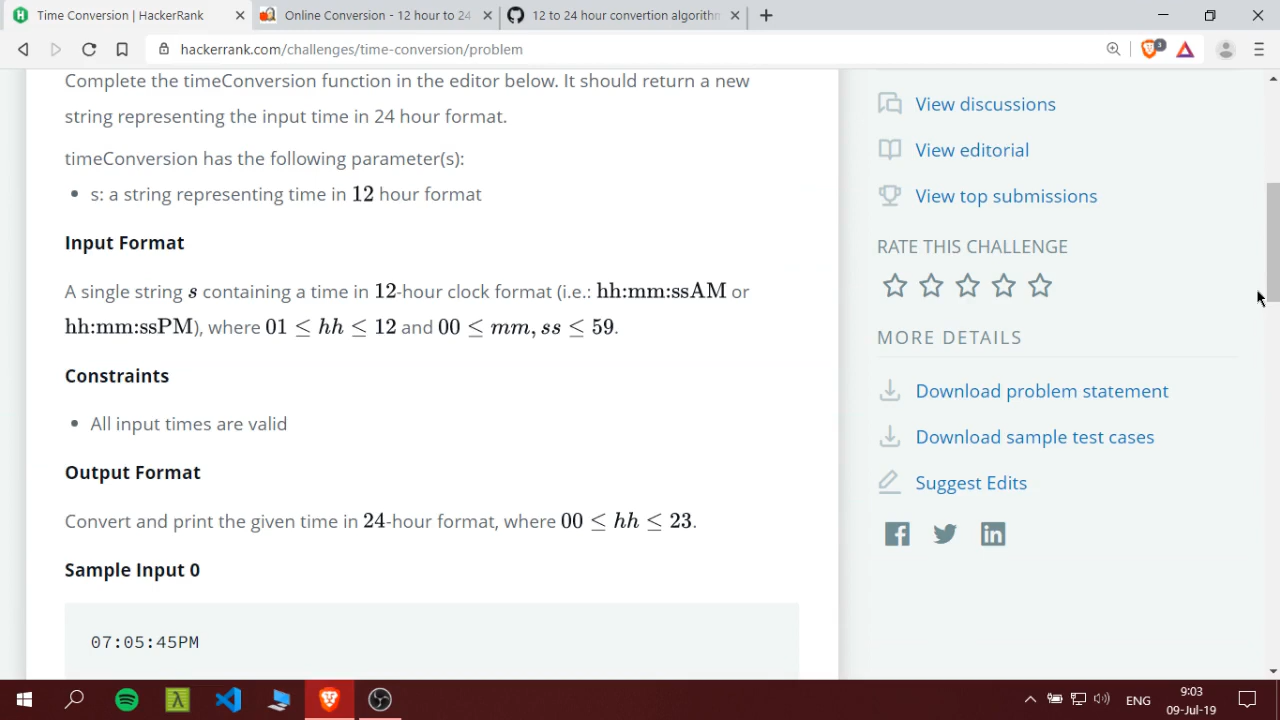 Time Conversion | HackerRank
Online Conversion - 12 hour to 24
12 to 24 hour convertion algorithm
hackerrank.com/challenges/time-conversion/problem
3
Complete the timeConversion function in the editor below. It should return a new
string representing the input time in 24 hour format.
timeConversion has the following parameter(s):
• s: a string representing time in 12 hour format
Input Format
A single string s containing a time in 12-hour clock format (i.e.: hh:mm:ssAM or
hh:mm:ssPM), where 01 ≤ hh ≤ 12 and 00 ≤ mm, ss ≤ 59.
Constraints
• All input times are valid
Output Format
Convert and print the given time in 24-hour format, where 00 ≤ hh ≤ 23.
Sample Input 0
07:05:45PM
View discussions
View editorial
View top submissions
RATE THIS CHALLENGE
MORE DETAILS
Download problem statement
Download sample test cases
Suggest Edits
ENG
9:03
09-Jul-19